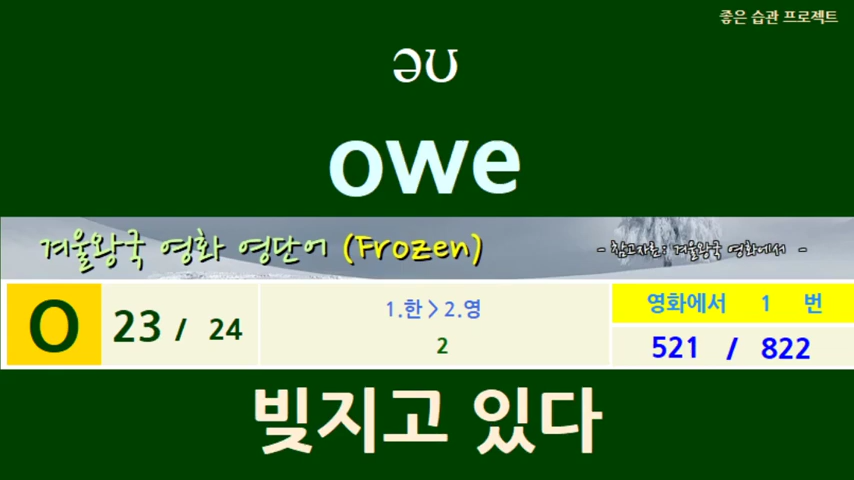 좋은 습관 프로젝트
əʊ
owe
겨울왕국 영화 영단어 (Frozen)
- 참고자료: 겨울왕국 영화에서 -
O 23 / 24
1.한 > 2.영
2
영화에서 1 번
521 / 822
빚지고 있다